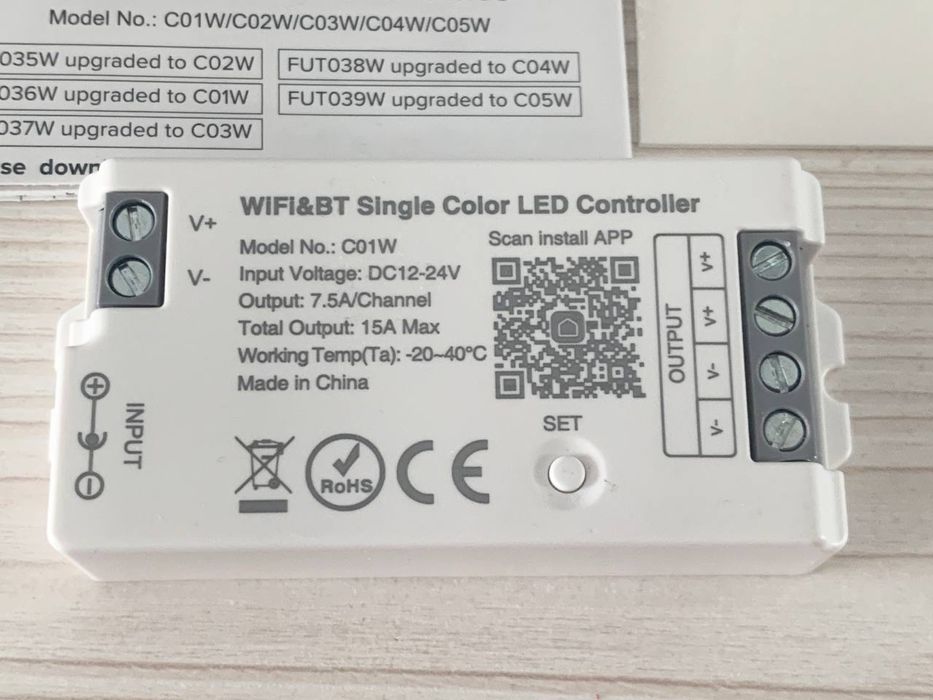 Model No.: C01W/C02W/C03W/C04W/C05W
035W upgraded to C02W
FUT038W upgraded to C04W
036W upgraded to C01W
FUT039W upgraded to C05W
037W upgraded to C03W
se down
WiFi&BT Single Color LED Controller
Model No.: C01W
Input Voltage: DC12-24V
Output: 7.5A/Channel
Total Output: 15A Max
Working Temp(Ta): -20~40°C
Made in China
V+
V-
INPUT
Scan install APP
SET
OUTPUT
V+
V+
V-
V-
RoHS
CE